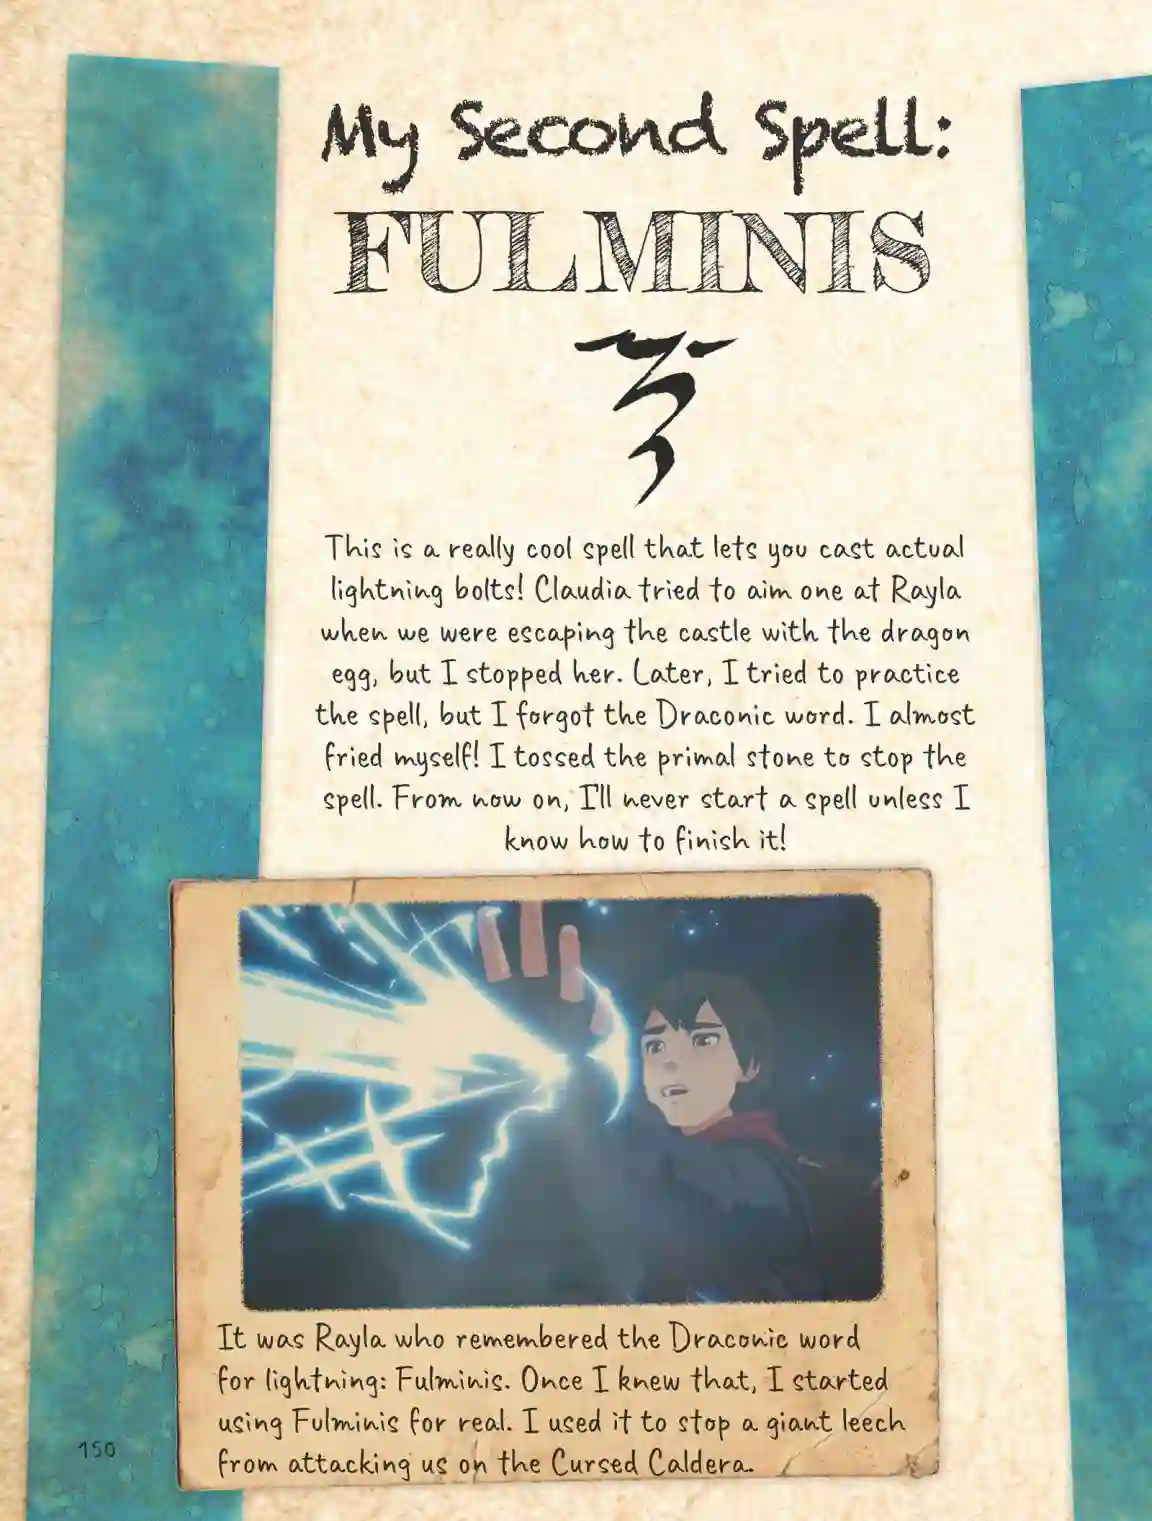 My Second Spell:
FULMINIS
This is a really cool spell that lets you cast actual
lightning bolts! Claudia tried to aim one at Rayla
when we were escaping the castle with the dragon
egg, but I stopped her. Later, I tried to practice
the spell, but I forgot the Draconic word. I almost
fried myself! I tossed the primal stone to stop the
spell. From now on, I'll never start a spell unless I
know how to finish it!
It was Rayla who remembered the Draconic word
for lightning: Fulminis. Once I knew that, I started
using Fulminis for real. I used it to stop a giant leech
from attacking us on the Cursed Caldera.
150